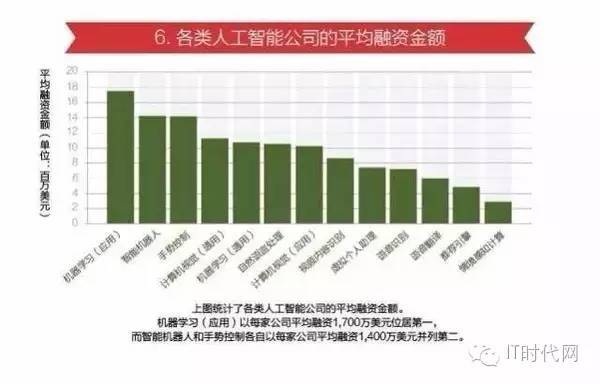 6. 各类人工智能公司的平均融资金额
平均融资金额（单位：百万美元）
20
18
16
14
12
10
8
6
4
2
0
机器学习（应用）
智能机器人
手势控制
计算机视觉（通用）
机器学习（通用）
自然语言处理
计算机视觉（应用）
视频内容识别
虚拟个人助理
语音识别
语音翻译
推荐引擎
情境感知计算
上图统计了各类人工智能公司的平均融资金额。
机器学习（应用）以每家公司平均融资1,700万美元位居第一，
而智能机器人和手势控制各自以每家公司平均融资1,400万美元并列第二。
IT时代网